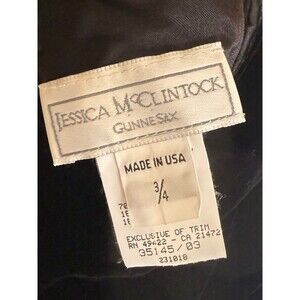 JESSICA McCLINTOCK
GUNNE SAX
MADE IN USA
3/4
EXCLUSIVE OF TRIM
RN 49422 - CA 21472
35145/03
231018